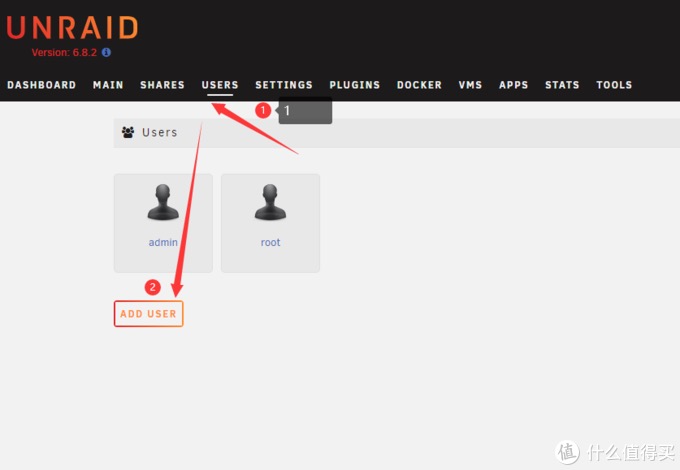 UNRAID
Version: 6.8.2
DASHBOARD MAIN SHARES USERS SETTINGS PLUGINS DOCKER VMS APPS STATS TOOLS
1 1
Users
admin root
2
ADD USER
值 什么值得买